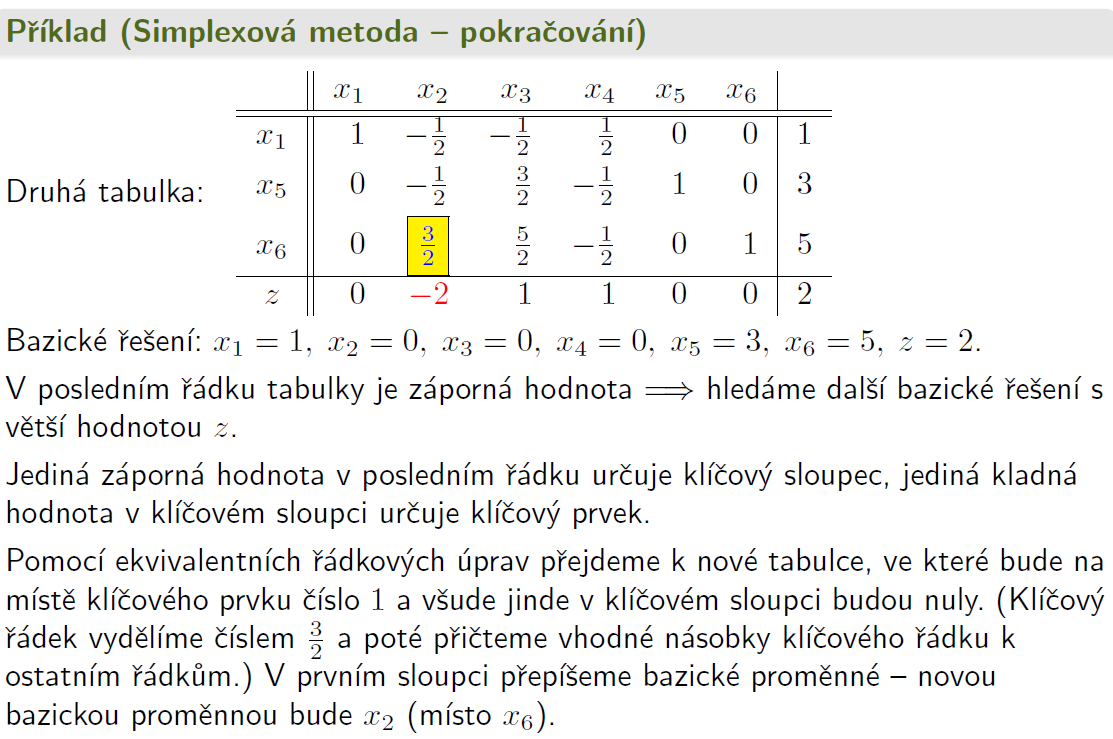 Příklad (Simplexová metoda – pokračování)
x₁ x₂ x₃ x₄ x₅ x₆
x₁ 1 −1/2 −1/2 1/2 0 0 1
Druhá tabulka: x₅ 0 −1/2 3/2 −1/2 1 0 3
x₆ 0 3/2 5/2 −1/2 0 1 5
z 0 −2 1 1 0 0 2
Bazické řešení: x₁ = 1, x₂ = 0, x₃ = 0, x₄ = 0, x₅ = 3, x₆ = 5, z = 2.
V posledním řádku tabulky je záporná hodnota ⟹ hledáme další bazické řešení s
větší hodnotou z.
Jediná záporná hodnota v posledním řádku určuje klíčový sloupec, jediná kladná
hodnota v klíčovém sloupci určuje klíčový prvek.
Pomocí ekvivalentních řádkových úprav přejdeme k nové tabulce, ve které bude na
místě klíčového prvku číslo 1 a všude jinde v klíčovém sloupci budou nuly. (Klíčový
řádek vydělíme číslem 3/2 a poté přičteme vhodné násobky klíčového řádku k
ostatním řádkům.) V prvním sloupci přepíšeme bazické proměnné – novou
bazickou proměnnou bude x₂ (místo x₆).